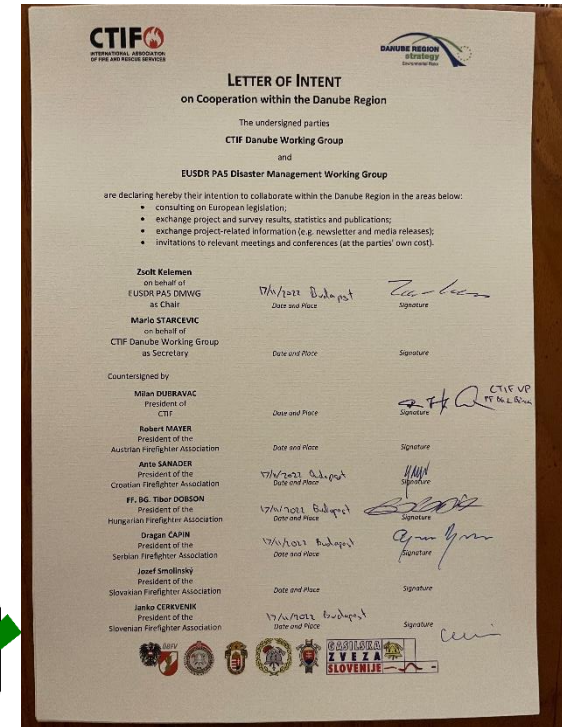 CTIF
INTERNATIONAL ASSOCIATION
OF FIRE AND RESCUE SERVICES
DANUBE REGION
strategy
LETTER OF INTENT
on Cooperation within the Danube Region
The undersigned parties
CTIF Danube Working Group
and
EUSDR PA5 Disaster Management Working Group
are declaring hereby their intention to collaborate within the Danube Region in the areas below:
• consulting on European legislation;
• exchange project and survey results, statistics and publications;
• exchange project-related information (e.g. newsletter and media releases);
• invitations to relevant meetings and conferences (at the parties' own cost).
Zsolt Kelemen
on behalf of
EUSDR PA5 DMWG
as Chair
17/11/2022 Budapest
Date and Place
Signature
Mario STARCEVIC
on behalf of
CTIF Danube Working Group
as Secretary
Date and Place
Signature
Countersigned by
Milan DUBRAVAC
President of
CTIF
Date and Place
Signature
CTIF VP
Robert MAYER
President of the
Austrian Firefighter Association
Date and Place
Signature
Ante SANADER
President of the
Croatian Firefighter Association
17/11/2022 Budapest
Date and Place
Signature
FF. BG. Tibor DOBSON
President of the
Hungarian Firefighter Association
17/11/2022 Budapest
Date and Place
Signature
Dragan ČAPIN
President of the
Serbian Firefighter Association
17/11/2022 Budapest
Date and Place
Signature
Jozef Smolinský
President of the
Slovakian Firefighter Association
Date and Place
Signature
Janko CERKVENIK
President of the
Slovenian Firefighter Association
17/11/2022 Budapest
Date and Place
Signature
GASILSKA
ZVEZA
SLOVENIJE